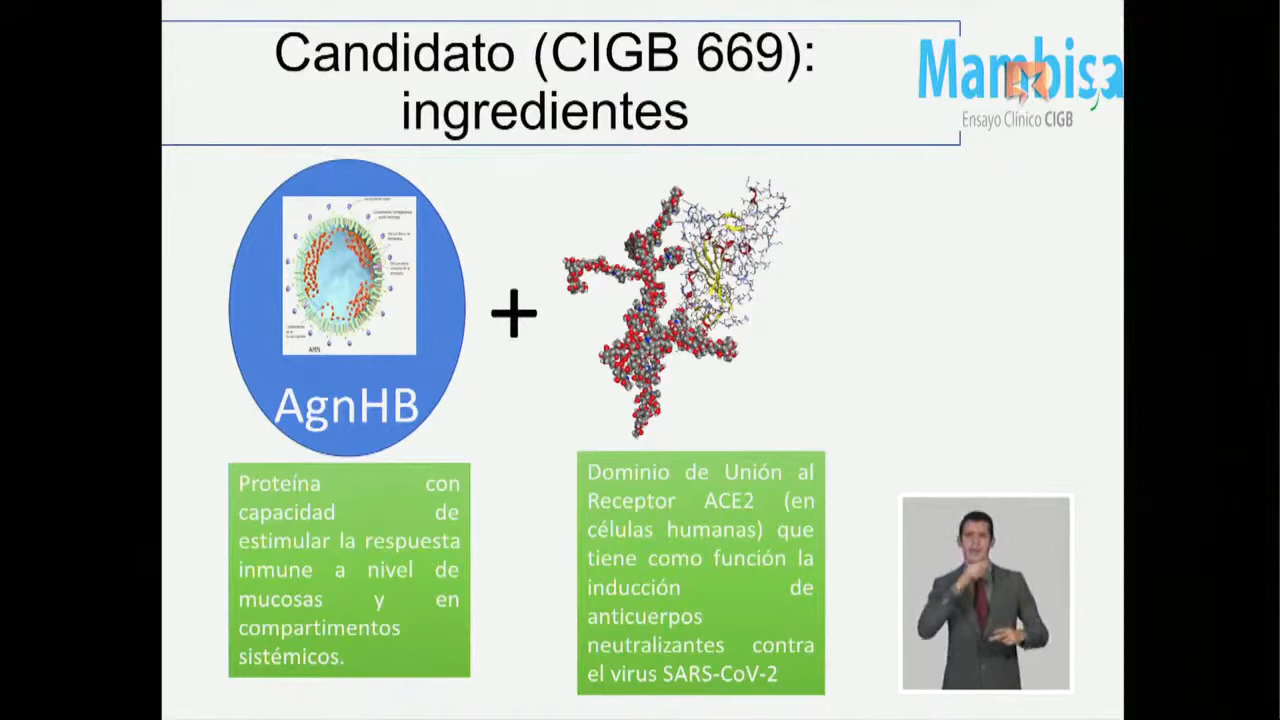 Candidato (CIGB 669):
ingredientes
Mambisa
Ensayo Clínico CIGB
ARN
AgnHB
Proteína con
capacidad de
estimular la respuesta
inmune a nivel de
mucosas y en
compartimentos
sistémicos.
Dominio de Unión al
Receptor ACE2 (en
células humanas) que
tiene como función la
inducción de
anticuerpos
neutralizantes contra
el virus SARS-CoV-2